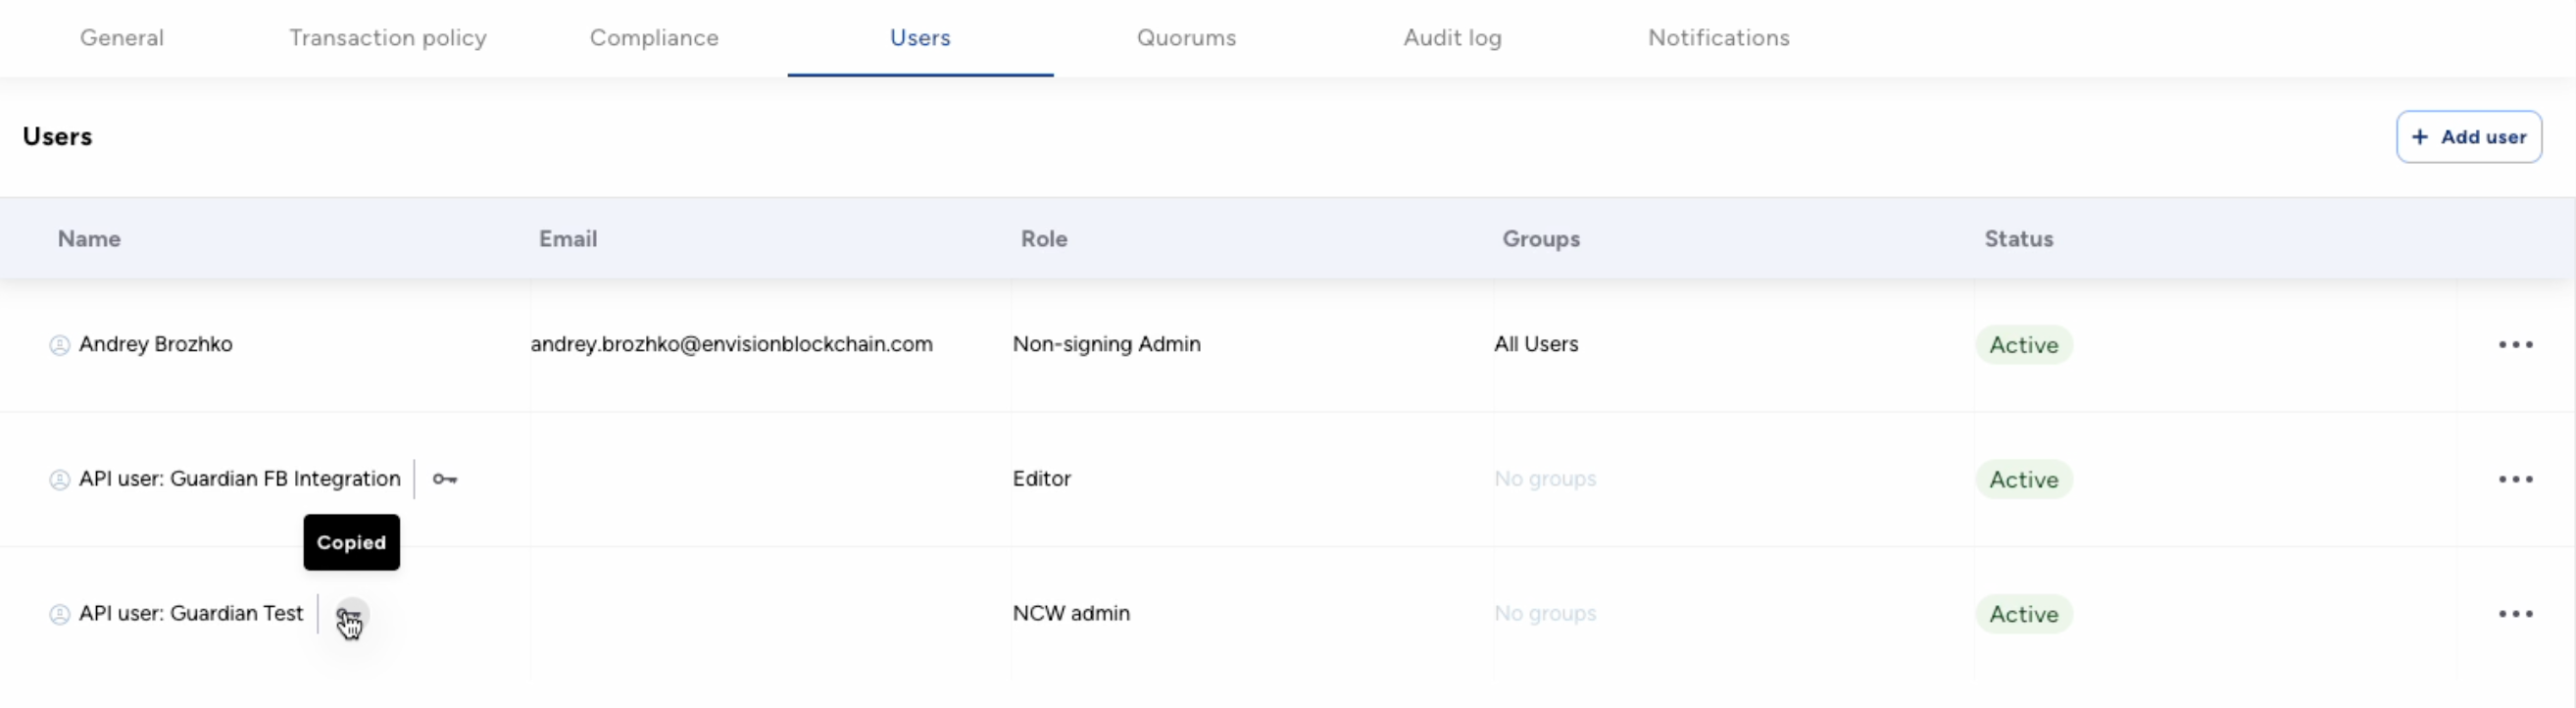 General Transaction policy Compliance Users Quorums Audit log Notifications
Users
+ Add user
Name Email Role Groups Status
Andrey Brozhko andrey.brozhko@envisionblockchain.com Non-signing Admin All Users Active
API user: Guardian FB Integration Editor No groups Active
Copied
API user: Guardian Test NCW admin No groups Active